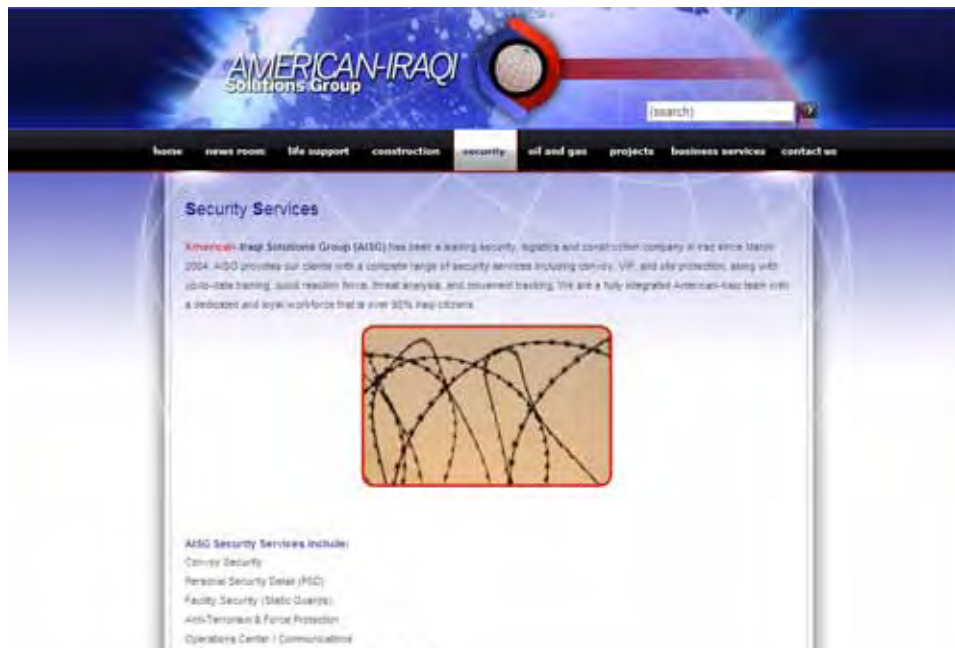 AMERICAN-IRAQI
Solutions Group
(search)
home news room life support construction security oil and gas projects business services contact us
Security Services
American-Iraqi Solutions Group (AISG) has been a leading security, logistics and construction company in Iraq since March
2004. AISG provides our clients with a complete range of security services including convoy, VIP, and site protection, along with
up-to-date training, quick reaction force, threat analysis, and movement tracking. We are a fully integrated American-Iraqi team with
a dedicated and loyal workforce that is over 90% Iraqi citizens.
AISG Security Services include:
Convoy Security
Personal Security Detail (PSD)
Facility Security (Static Guards)
Anti-Terrorism & Force Protection
Operations Center / Communications